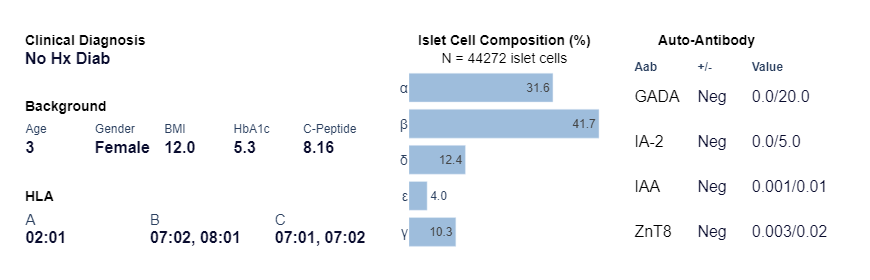 Clinical Diagnosis
No Hx Diab
Background
Age Gender BMI HbA1c C-Peptide
3 Female 12.0 5.3 8.16
HLA
A B C
02:01 07:02, 08:01 07:01, 07:02
Islet Cell Composition (%)
N = 44272 islet cells
α 31.6
β 41.7
δ 12.4
ε 4.0
γ 10.3
Auto-Antibody
Aab +/- Value
GADA Neg 0.0/20.0
IA-2 Neg 0.0/5.0
IAA Neg 0.001/0.01
ZnT8 Neg 0.003/0.02